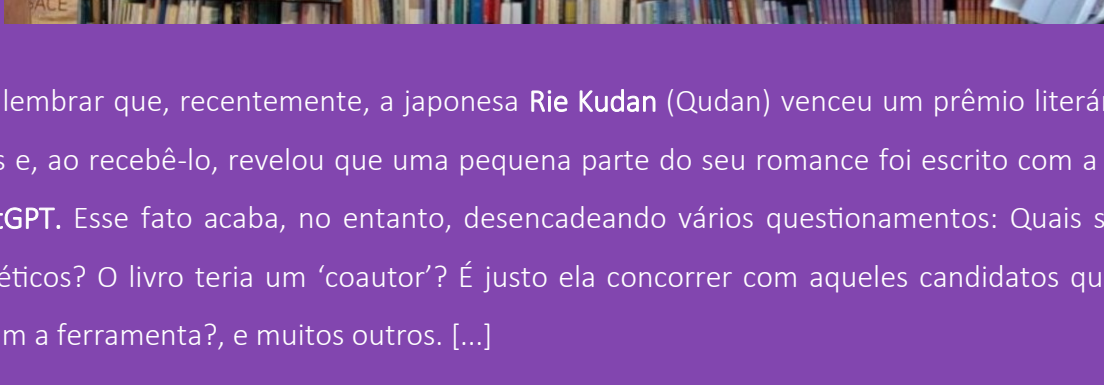 ACE
lembrar que, recentemente, a japonesa Rie Kudan (Qudan) venceu um prêmio literár
s e, ao recebê-lo, revelou que uma pequena parte do seu romance foi escrito com a
tGPT. Esse fato acaba, no entanto, desencadeando vários questionamentos: Quais s
éticos? O livro teria um ‘coautor’? É justo ela concorrer com aqueles candidatos qu
m a ferramenta?, e muitos outros. [...]